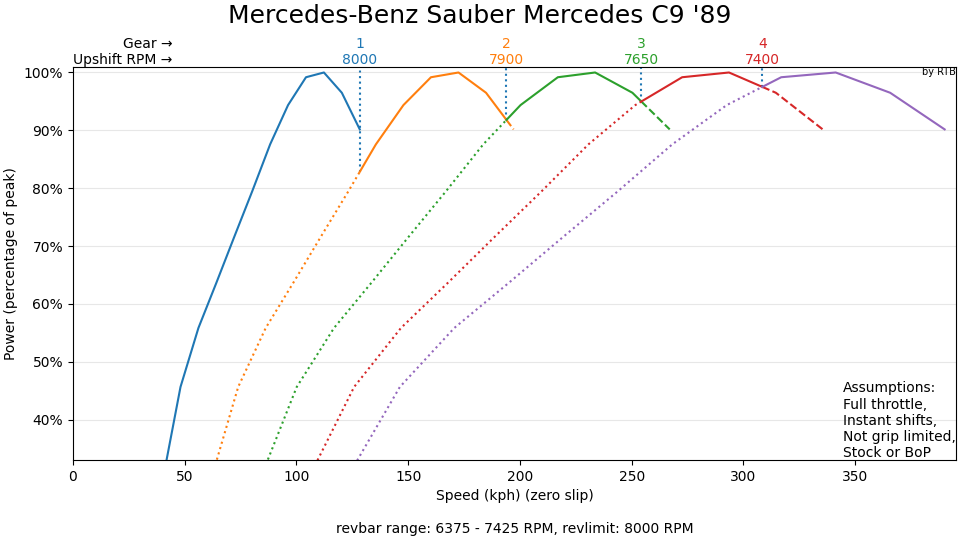 Mercedes-Benz Sauber Mercedes C9 '89
Gear → 1 2 3 4
Upshift RPM → 8000 7900 7650 7400
by RTB
100%
90%
80%
70%
60%
50%
40%
Power (percentage of peak)
Assumptions:
Full throttle,
Instant shifts,
Not grip limited,
Stock or BoP
0 50 100 150 200 250 300 350
Speed (kph) (zero slip)
revbar range: 6375 - 7425 RPM, revlimit: 8000 RPM